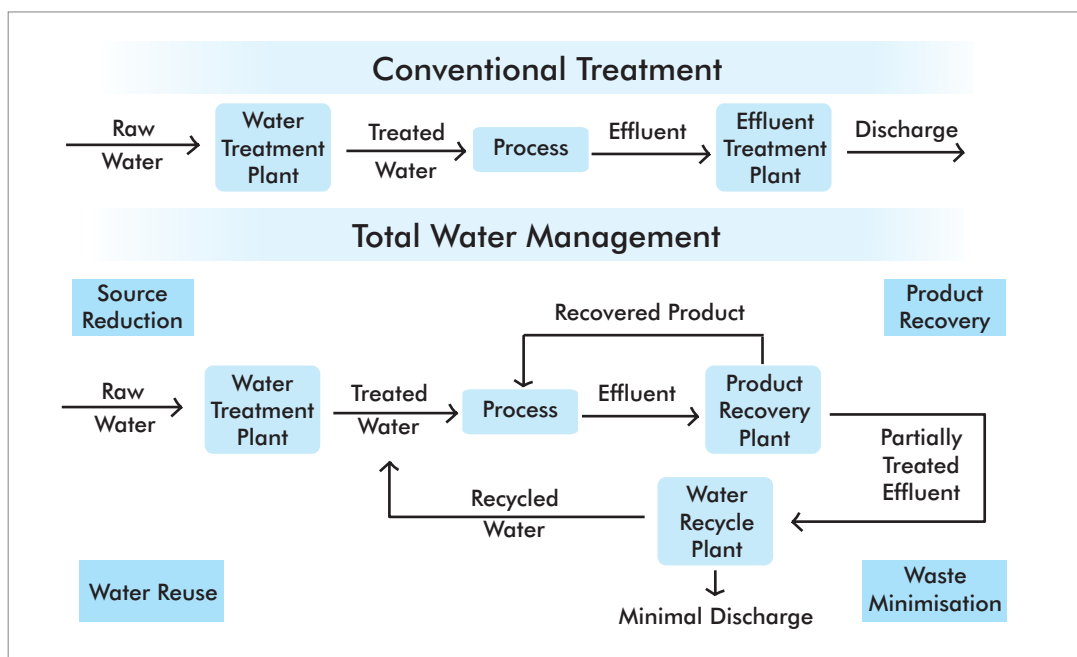 Conventional Treatment
Raw
Water
Water
Treatment
Plant
Treated
Water
Process
Effluent
Effluent
Treatment
Plant
Discharge
Total Water Management
Source
Reduction
Product
Recovery
Recovered Product
Raw
Water
Water
Treatment
Plant
Treated
Water
Process
Effluent
Product
Recovery
Plant
Partially
Treated
Effluent
Recycled
Water
Water
Recycle
Plant
Water Reuse
Waste
Minimisation
Minimal Discharge